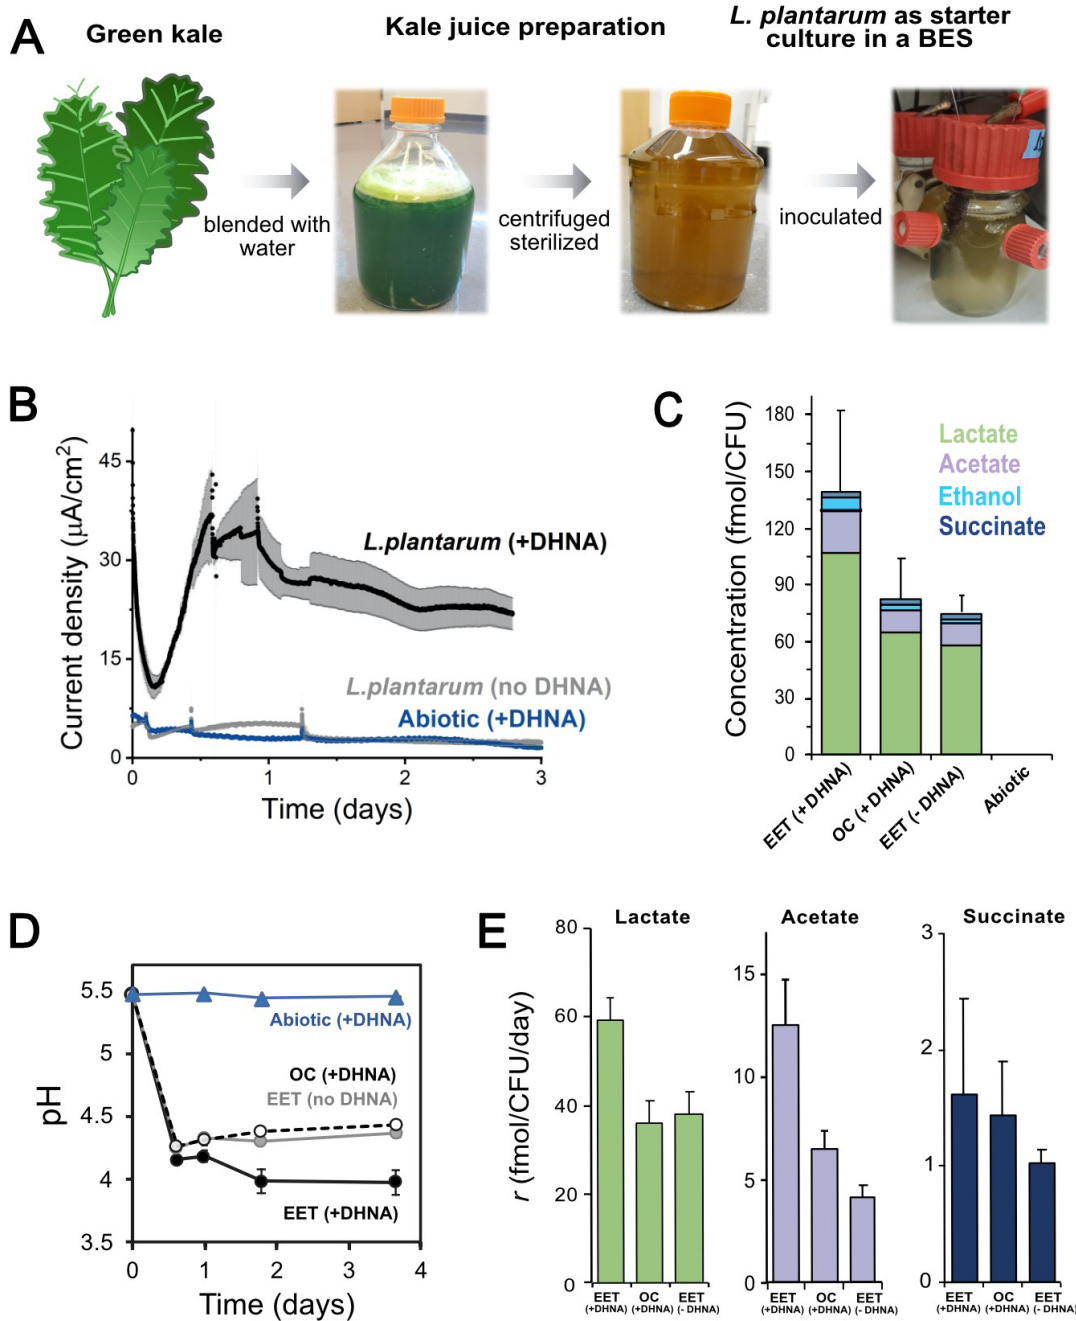 A
Green kale
Kale juice preparation
L. plantarum as starter
culture in a BES
blended with
water
centrifuged
sterilized
inoculated
B
Current density (µA/cm²)
45
30
15
0
L.plantarum (+DHNA)
L.plantarum (no DHNA)
Abiotic (+DHNA)
0
1
2
3
Time (days)
C
Concentration (fmol/CFU)
180
150
120
90
60
30
0
Lactate
Acetate
Ethanol
Succinate
EET (+DHNA)
OC (+DHNA)
EET (- DHNA)
Abiotic
D
pH
5.5
5
4.5
4
3.5
Abiotic (+DHNA)
OC (+DHNA)
EET (no DHNA)
EET (+DHNA)
0
1
2
3
4
Time (days)
E
r (fmol/CFU/day)
Lactate
80
60
40
20
0
EET
(+DHNA)
OC
(+DHNA)
EET
(- DHNA)
Acetate
15
10
5
0
EET
(+DHNA)
OC
(+DHNA)
EET
(- DHNA)
Succinate
3
2
1
0
EET
(+DHNA)
OC
(+DHNA)
EET
(- DHNA)